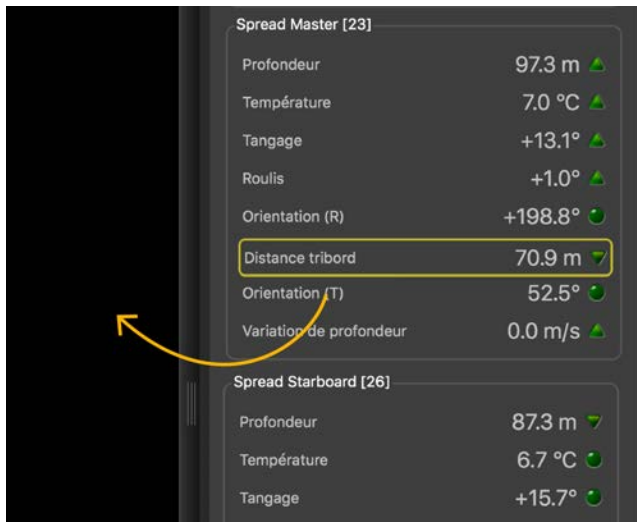 Spread Master [23]
Profondeur 97.3 m
Température 7.0 °C
Tangage +13.1°
Roulis +1.0°
Orientation (R) +198.8°
Distance tribord 70.9 m
Orientation (T) 52.5°
Variation de profondeur 0.0 m/s
Spread Starboard [26]
Profondeur 87.3 m
Température 6.7 °C
Tangage +15.7°